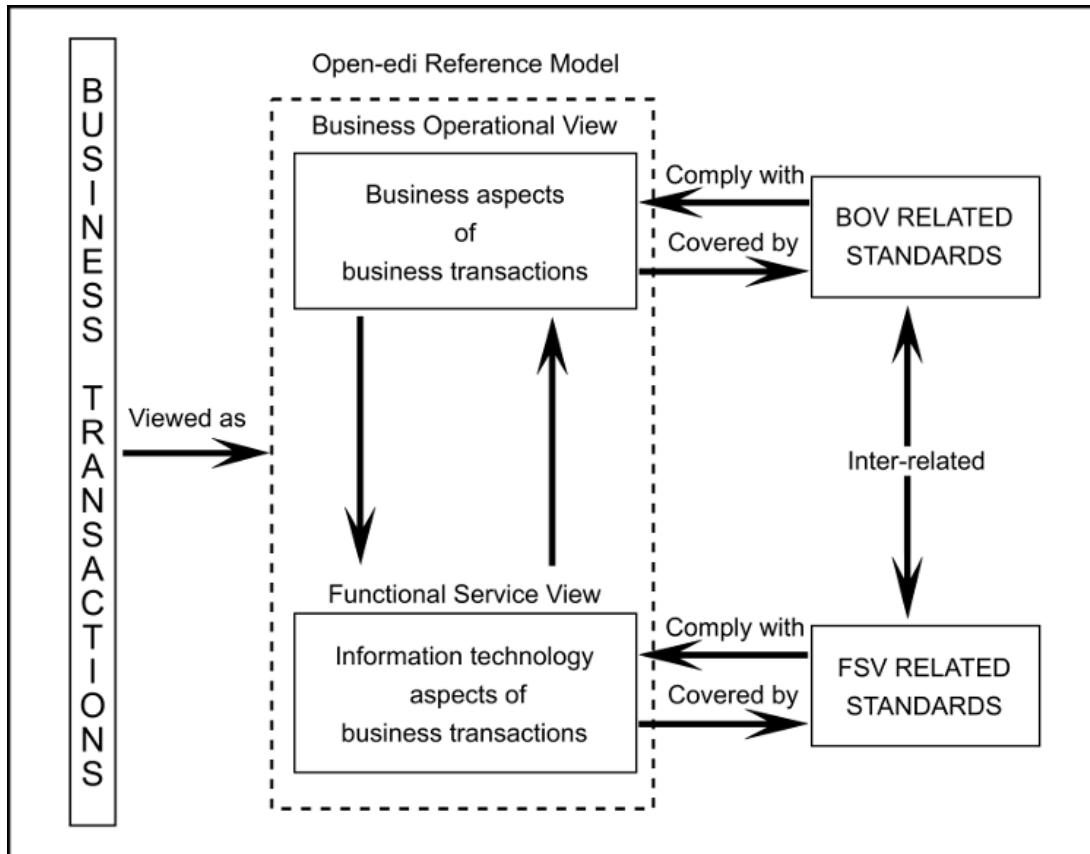 BUSINESS TRANSACTIONS
Open-edi Reference Model
Business Operational View
Business aspects
of
business transactions
Comply with
Covered by
BOV RELATED
STANDARDS
Viewed as
Inter-related
Functional Service View
Information technology
aspects of
business transactions
Comply with
Covered by
FSV RELATED
STANDARDS